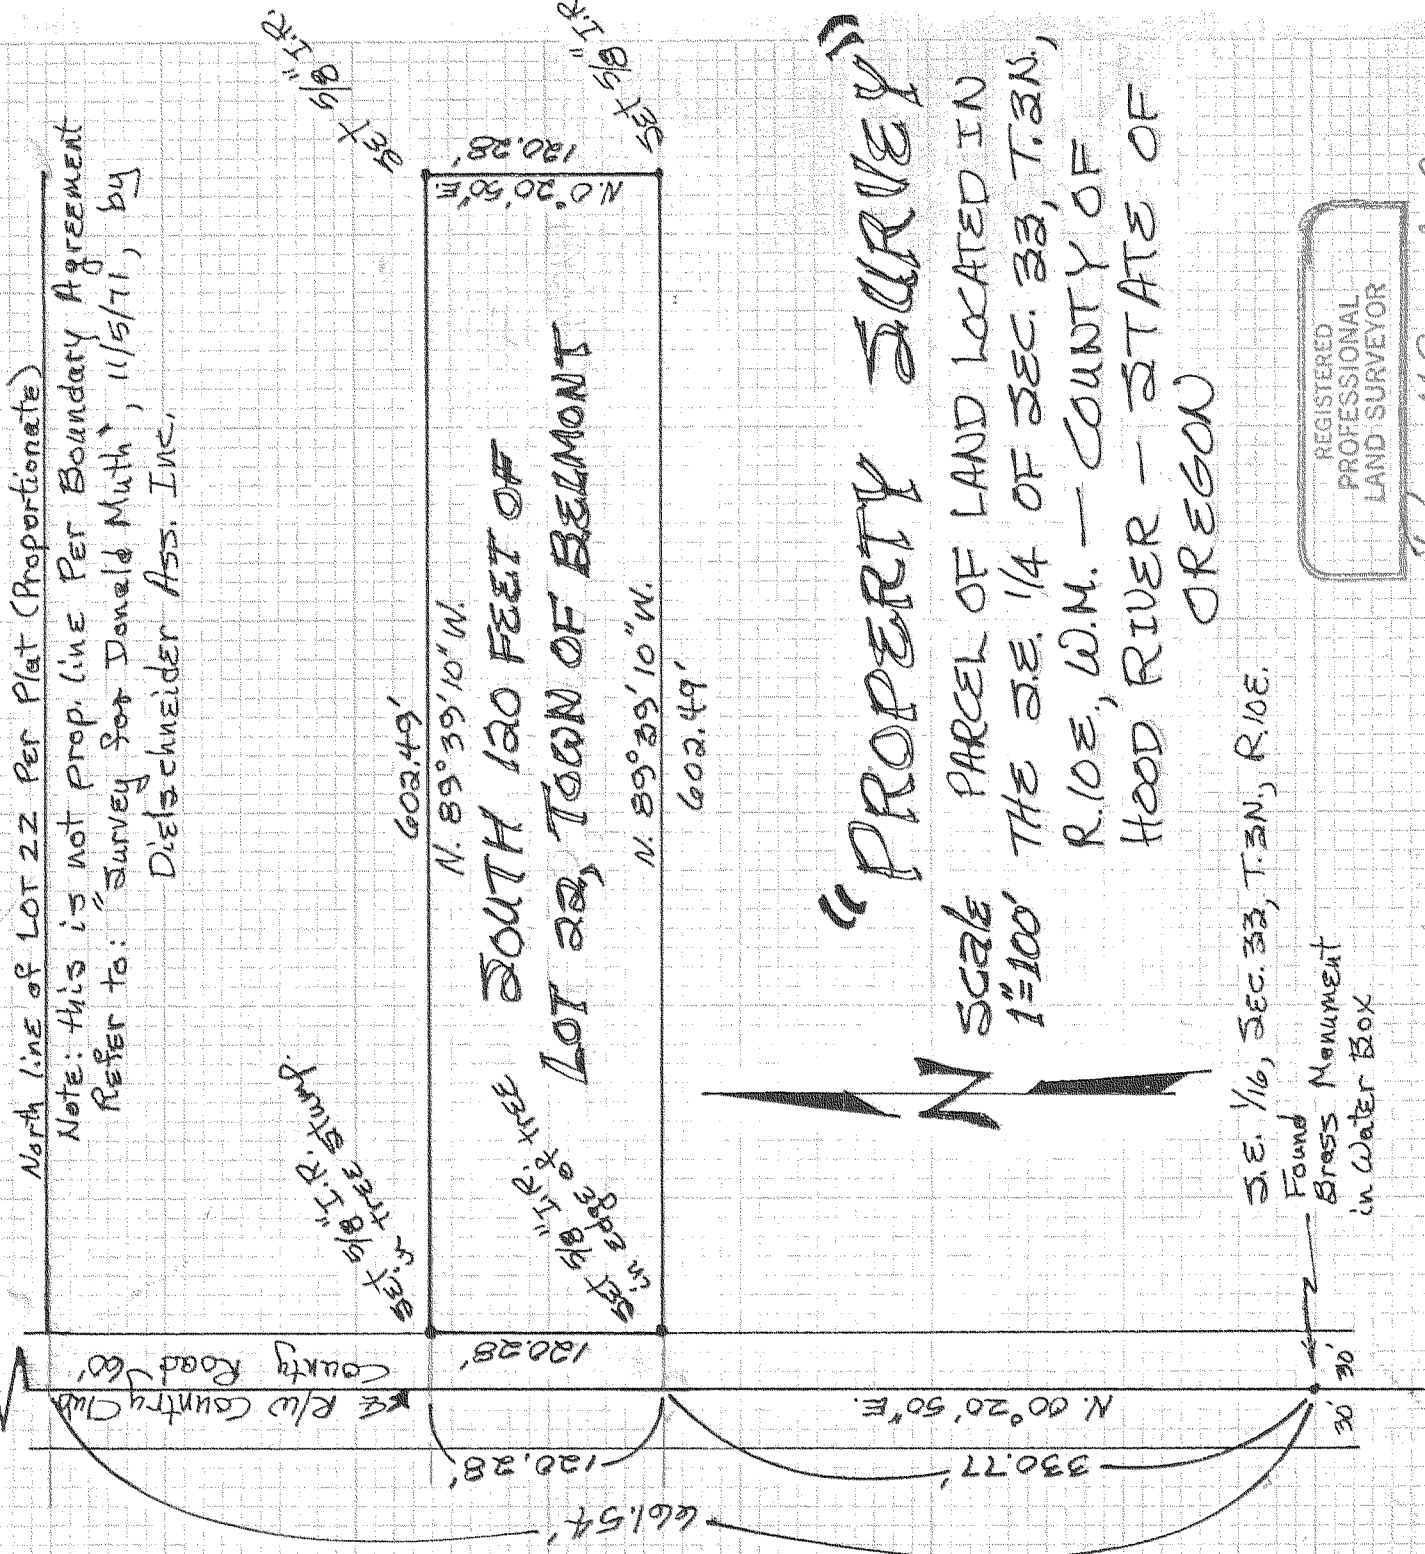 North line of LOT 22 Per Plat (Proportionate)
Note: this is not prop. line Per Boundary Agreement
Refer to: "Survey for Donald Muth", 11/5/71, by
Dielschneider Ass. Inc.
SET 5/8" I.R.
in tree stump.
602.49'
N. 89° 39' 10" W.
SET 5/8" I.R.
120.28'
N. 0° 20' 50" E.
SOUTH 120 FEET OF
LOT 22, TOWN OF BELMONT
SET 5/8" I.R.
in edge of tree
N. 89° 39' 10" W.
602.49'
SET 5/8" I.R.
R/W Country Club
County Road 60'
120.28'
120.28'
330.77'
661.54'
N. 00° 20' 50" E.
30' 30'
N
"PROPERTY SURVEY"
Scale
1"=100'
PARCEL OF LAND LOCATED IN
THE S.E. 1/4 OF SEC. 33, T.3N.,
R.10E., W.M. — COUNTY OF
HOOD RIVER — STATE OF
OREGON
S.E. 1/16, SEC. 33, T.3N., R.10E.
Found
Brass Monument
in Water Box
REGISTERED
PROFESSIONAL
LAND SURVEYOR